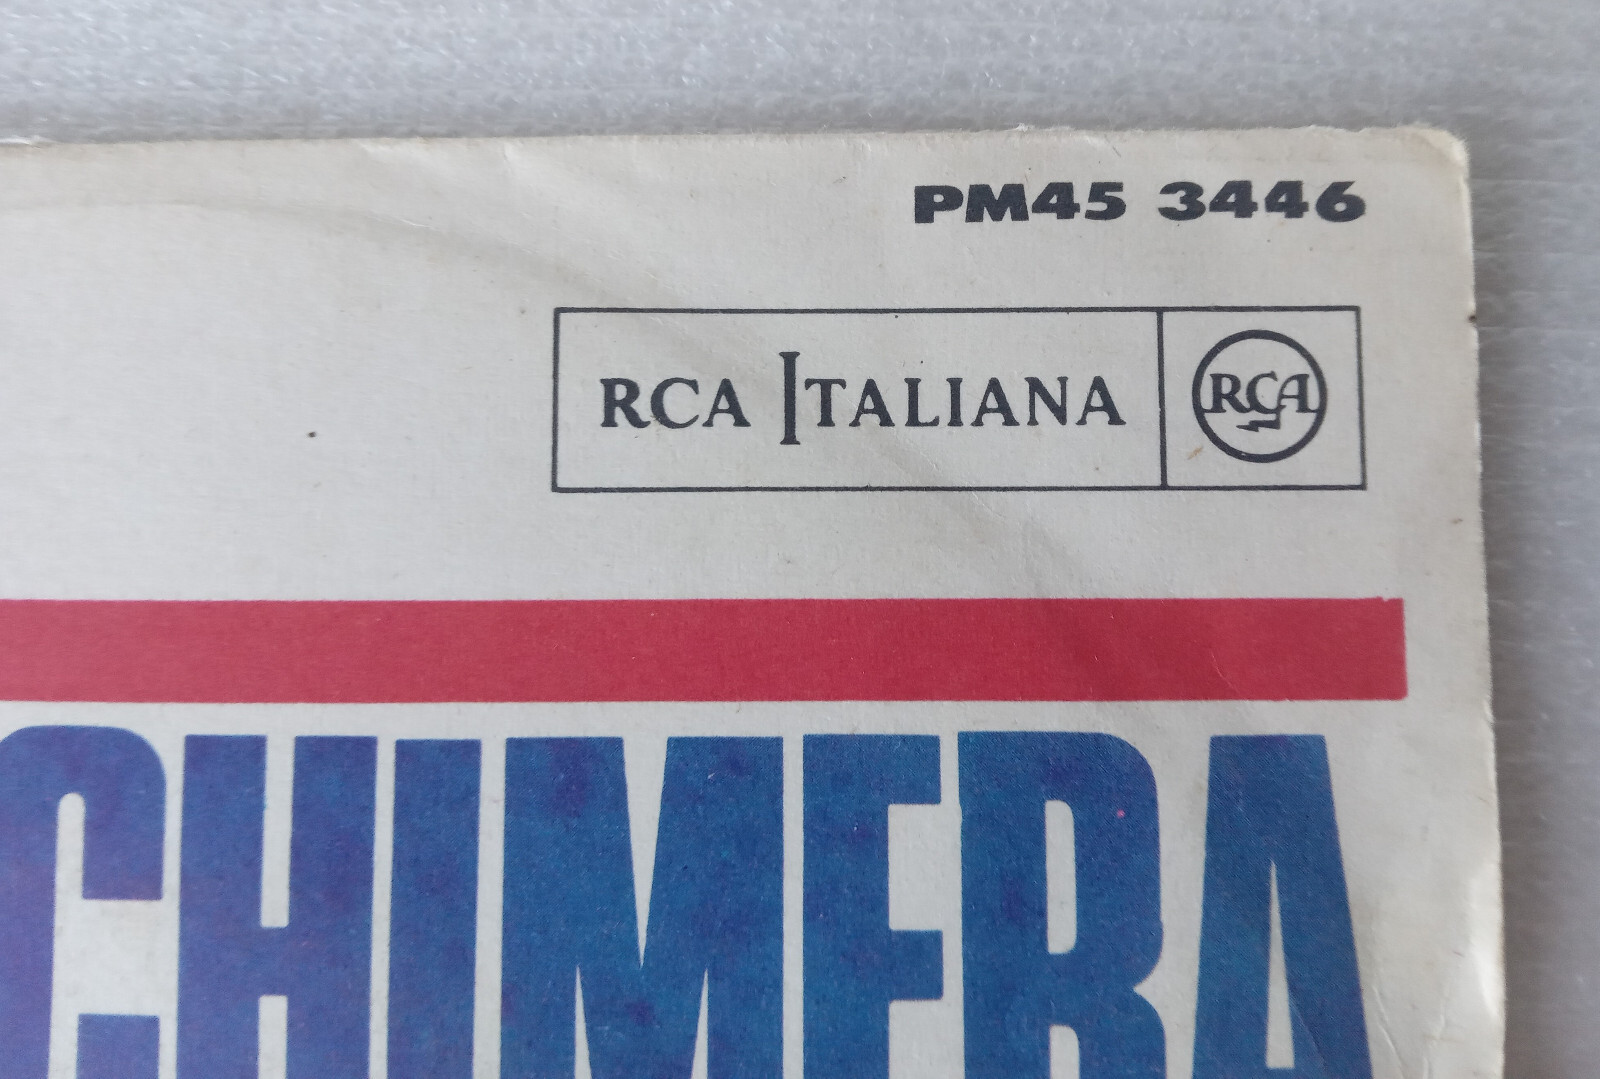 PM45 3446
RCA ITALIANA
RCA
CHIMERA